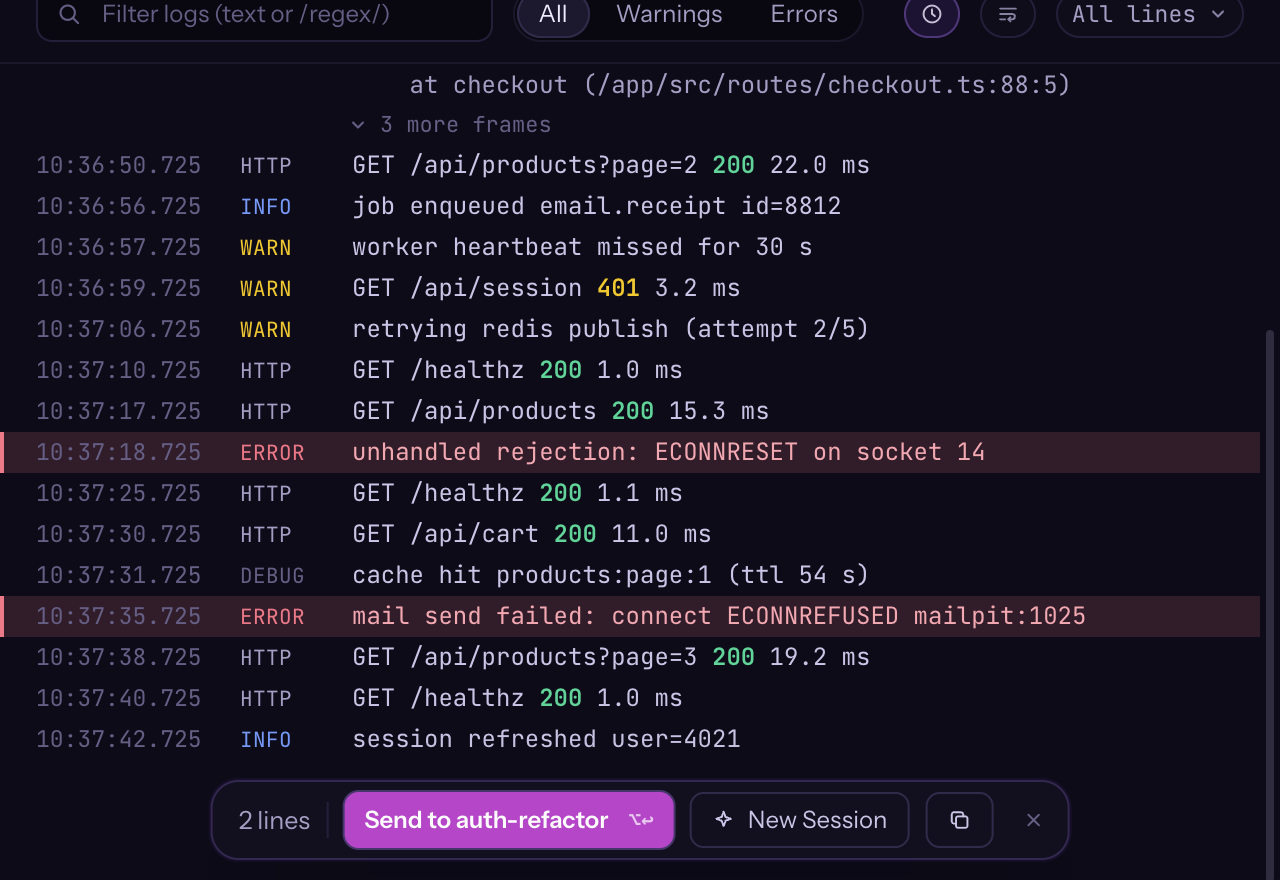 Filter logs (text or /regex/)
All Warnings Errors
All lines
at checkout (/app/src/routes/checkout.ts:88:5)
3 more frames
10:36:50.725 HTTP GET /api/products?page=2 200 22.0 ms
10:36:56.725 INFO job enqueued email.receipt id=8812
10:36:57.725 WARN worker heartbeat missed for 30 s
10:36:59.725 WARN GET /api/session 401 3.2 ms
10:37:06.725 WARN retrying redis publish (attempt 2/5)
10:37:10.725 HTTP GET /healthz 200 1.0 ms
10:37:17.725 HTTP GET /api/products 200 15.3 ms
10:37:18.725 ERROR unhandled rejection: ECONNRESET on socket 14
10:37:25.725 HTTP GET /healthz 200 1.1 ms
10:37:30.725 HTTP GET /api/cart 200 11.0 ms
10:37:31.725 DEBUG cache hit products:page:1 (ttl 54 s)
10:37:35.725 ERROR mail send failed: connect ECONNREFUSED mailpit:1025
10:37:38.725 HTTP GET /api/products?page=3 200 19.2 ms
10:37:40.725 HTTP GET /healthz 200 1.0 ms
10:37:42.725 INFO session refreshed user=4021
2 lines Send to auth-refactor ⌥↩ New Session